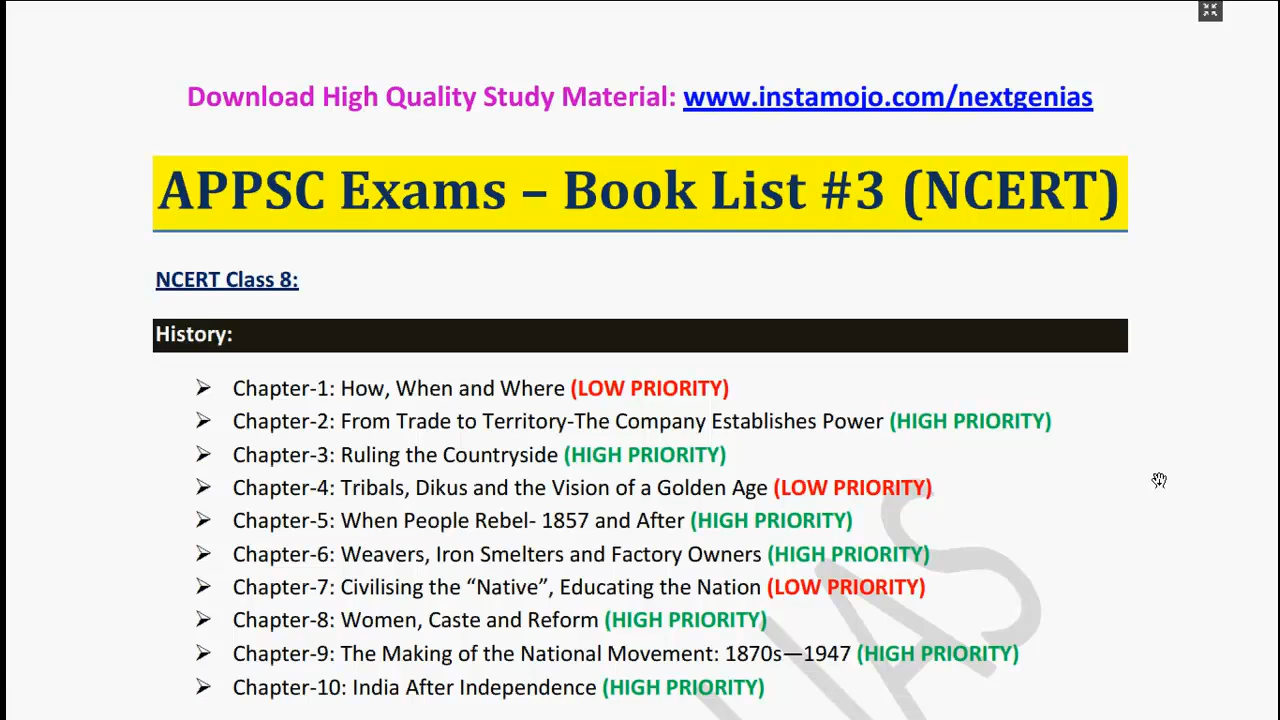 Download High Quality Study Material: www.instamojo.com/nextgenias
APPSC Exams – Book List #3 (NCERT)
NCERT Class 8:
History:
➢ Chapter-1: How, When and Where (LOW PRIORITY)
➢ Chapter-2: From Trade to Territory-The Company Establishes Power (HIGH PRIORITY)
➢ Chapter-3: Ruling the Countryside (HIGH PRIORITY)
➢ Chapter-4: Tribals, Dikus and the Vision of a Golden Age (LOW PRIORITY)
➢ Chapter-5: When People Rebel- 1857 and After (HIGH PRIORITY)
➢ Chapter-6: Weavers, Iron Smelters and Factory Owners (HIGH PRIORITY)
➢ Chapter-7: Civilising the “Native”, Educating the Nation (LOW PRIORITY)
➢ Chapter-8: Women, Caste and Reform (HIGH PRIORITY)
➢ Chapter-9: The Making of the National Movement: 1870s—1947 (HIGH PRIORITY)
➢ Chapter-10: India After Independence (HIGH PRIORITY)
IAS